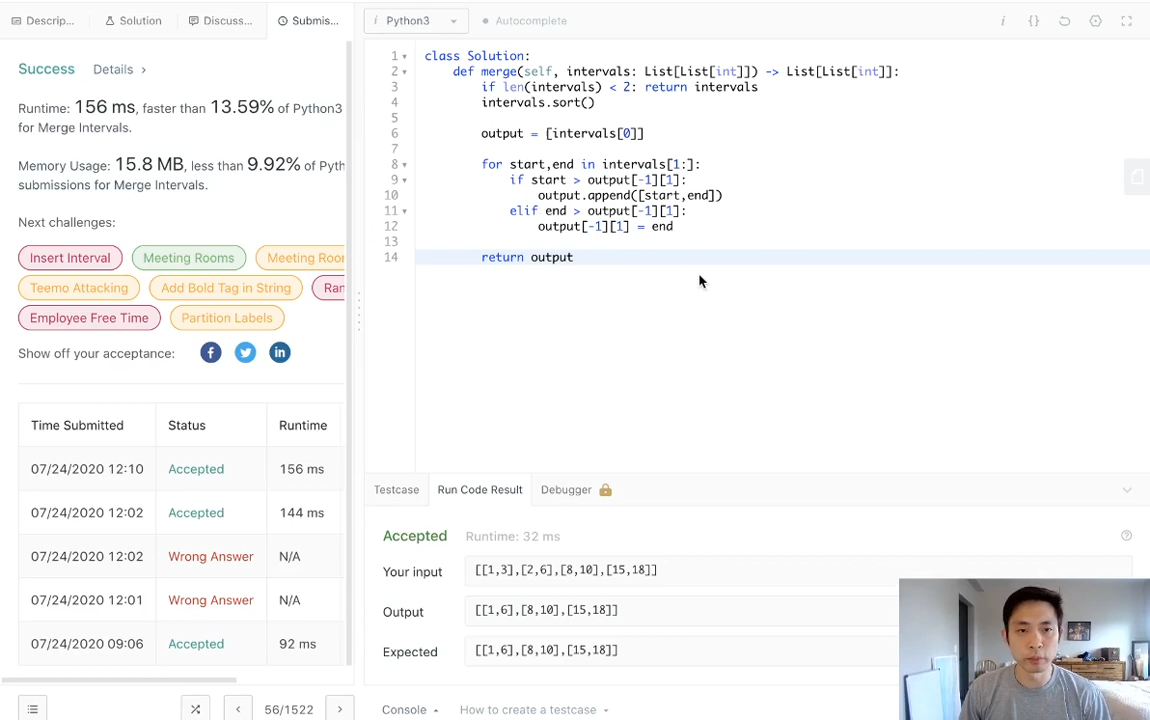 Descrip...
Solution
Discuss...
Submis...
i Python3
Autocomplete
i {}
Success Details >
Runtime: 156 ms, faster than 13.59% of Python3
for Merge Intervals.
Memory Usage: 15.8 MB, less than 9.92% of Pyth
submissions for Merge Intervals.
Next challenges:
Insert Interval Meeting Rooms Meeting Roor
Teemo Attacking Add Bold Tag in String Ran
Employee Free Time Partition Labels
Show off your acceptance:
Time Submitted Status Runtime
07/24/2020 12:10 Accepted 156 ms
07/24/2020 12:02 Accepted 144 ms
07/24/2020 12:02 Wrong Answer N/A
07/24/2020 12:01 Wrong Answer N/A
07/24/2020 09:06 Accepted 92 ms
56/1522
1 class Solution:
2 def merge(self, intervals: List[List[int]]) -> List[List[int]]:
3 if len(intervals) < 2: return intervals
4 intervals.sort()
5
6 output = [intervals[0]]
7
8 for start,end in intervals[1:]:
9 if start > output[-1][1]:
10 output.append([start,end])
11 elif end > output[-1][1]:
12 output[-1][1] = end
13
14 return output
Testcase Run Code Result Debugger
Accepted Runtime: 32 ms
Your input [[1,3],[2,6],[8,10],[15,18]]
Output [[1,6],[8,10],[15,18]]
Expected [[1,6],[8,10],[15,18]]
Console How to create a testcase